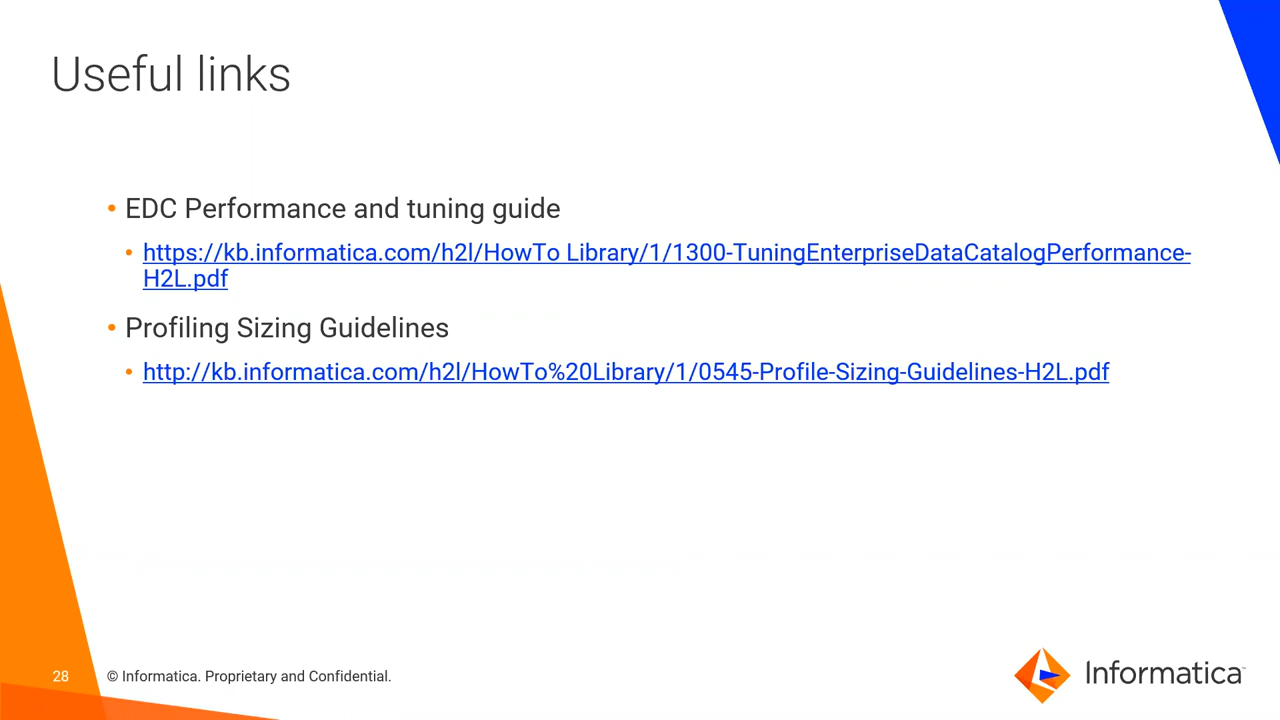 Useful links
• EDC Performance and tuning guide
• https://kb.informatica.com/h2l/HowTo Library/1/1300-TuningEnterpriseDataCatalogPerformance-
H2L.pdf
• Profiling Sizing Guidelines
• http://kb.informatica.com/h2l/HowTo%20Library/1/0545-Profile-Sizing-Guidelines-H2L.pdf
28 © Informatica. Proprietary and Confidential.
Informatica™